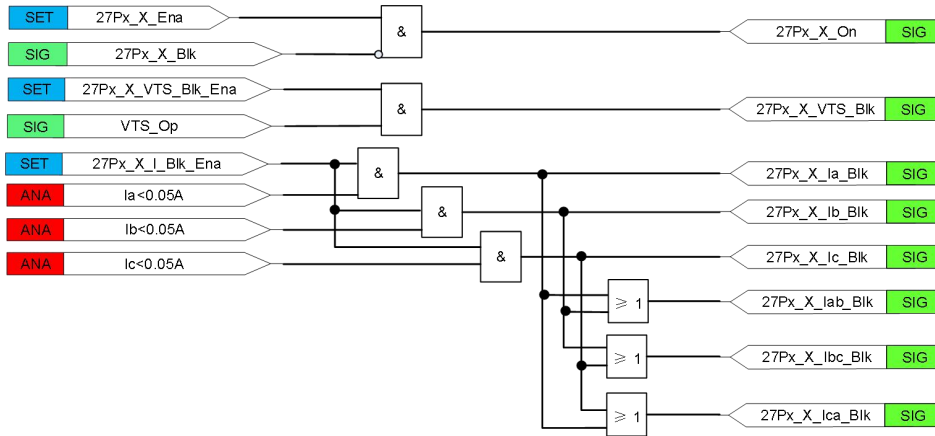 SET 27Px_X_Ena
&
27Px_X_On SIG
SIG 27Px_X_Blk
SET 27Px_X_VTS_Blk_Ena
&
27Px_X_VTS_Blk SIG
SIG VTS_Op
SET 27Px_X_I_Blk_Ena
&
27Px_X_Ia_Blk SIG
ANA Ia<0.05A
&
27Px_X_Ib_Blk SIG
ANA Ib<0.05A
&
27Px_X_Ic_Blk SIG
ANA Ic<0.05A
⩾ 1
27Px_X_Iab_Blk SIG
⩾ 1
27Px_X_Ibc_Blk SIG
⩾ 1
27Px_X_Ica_Blk SIG